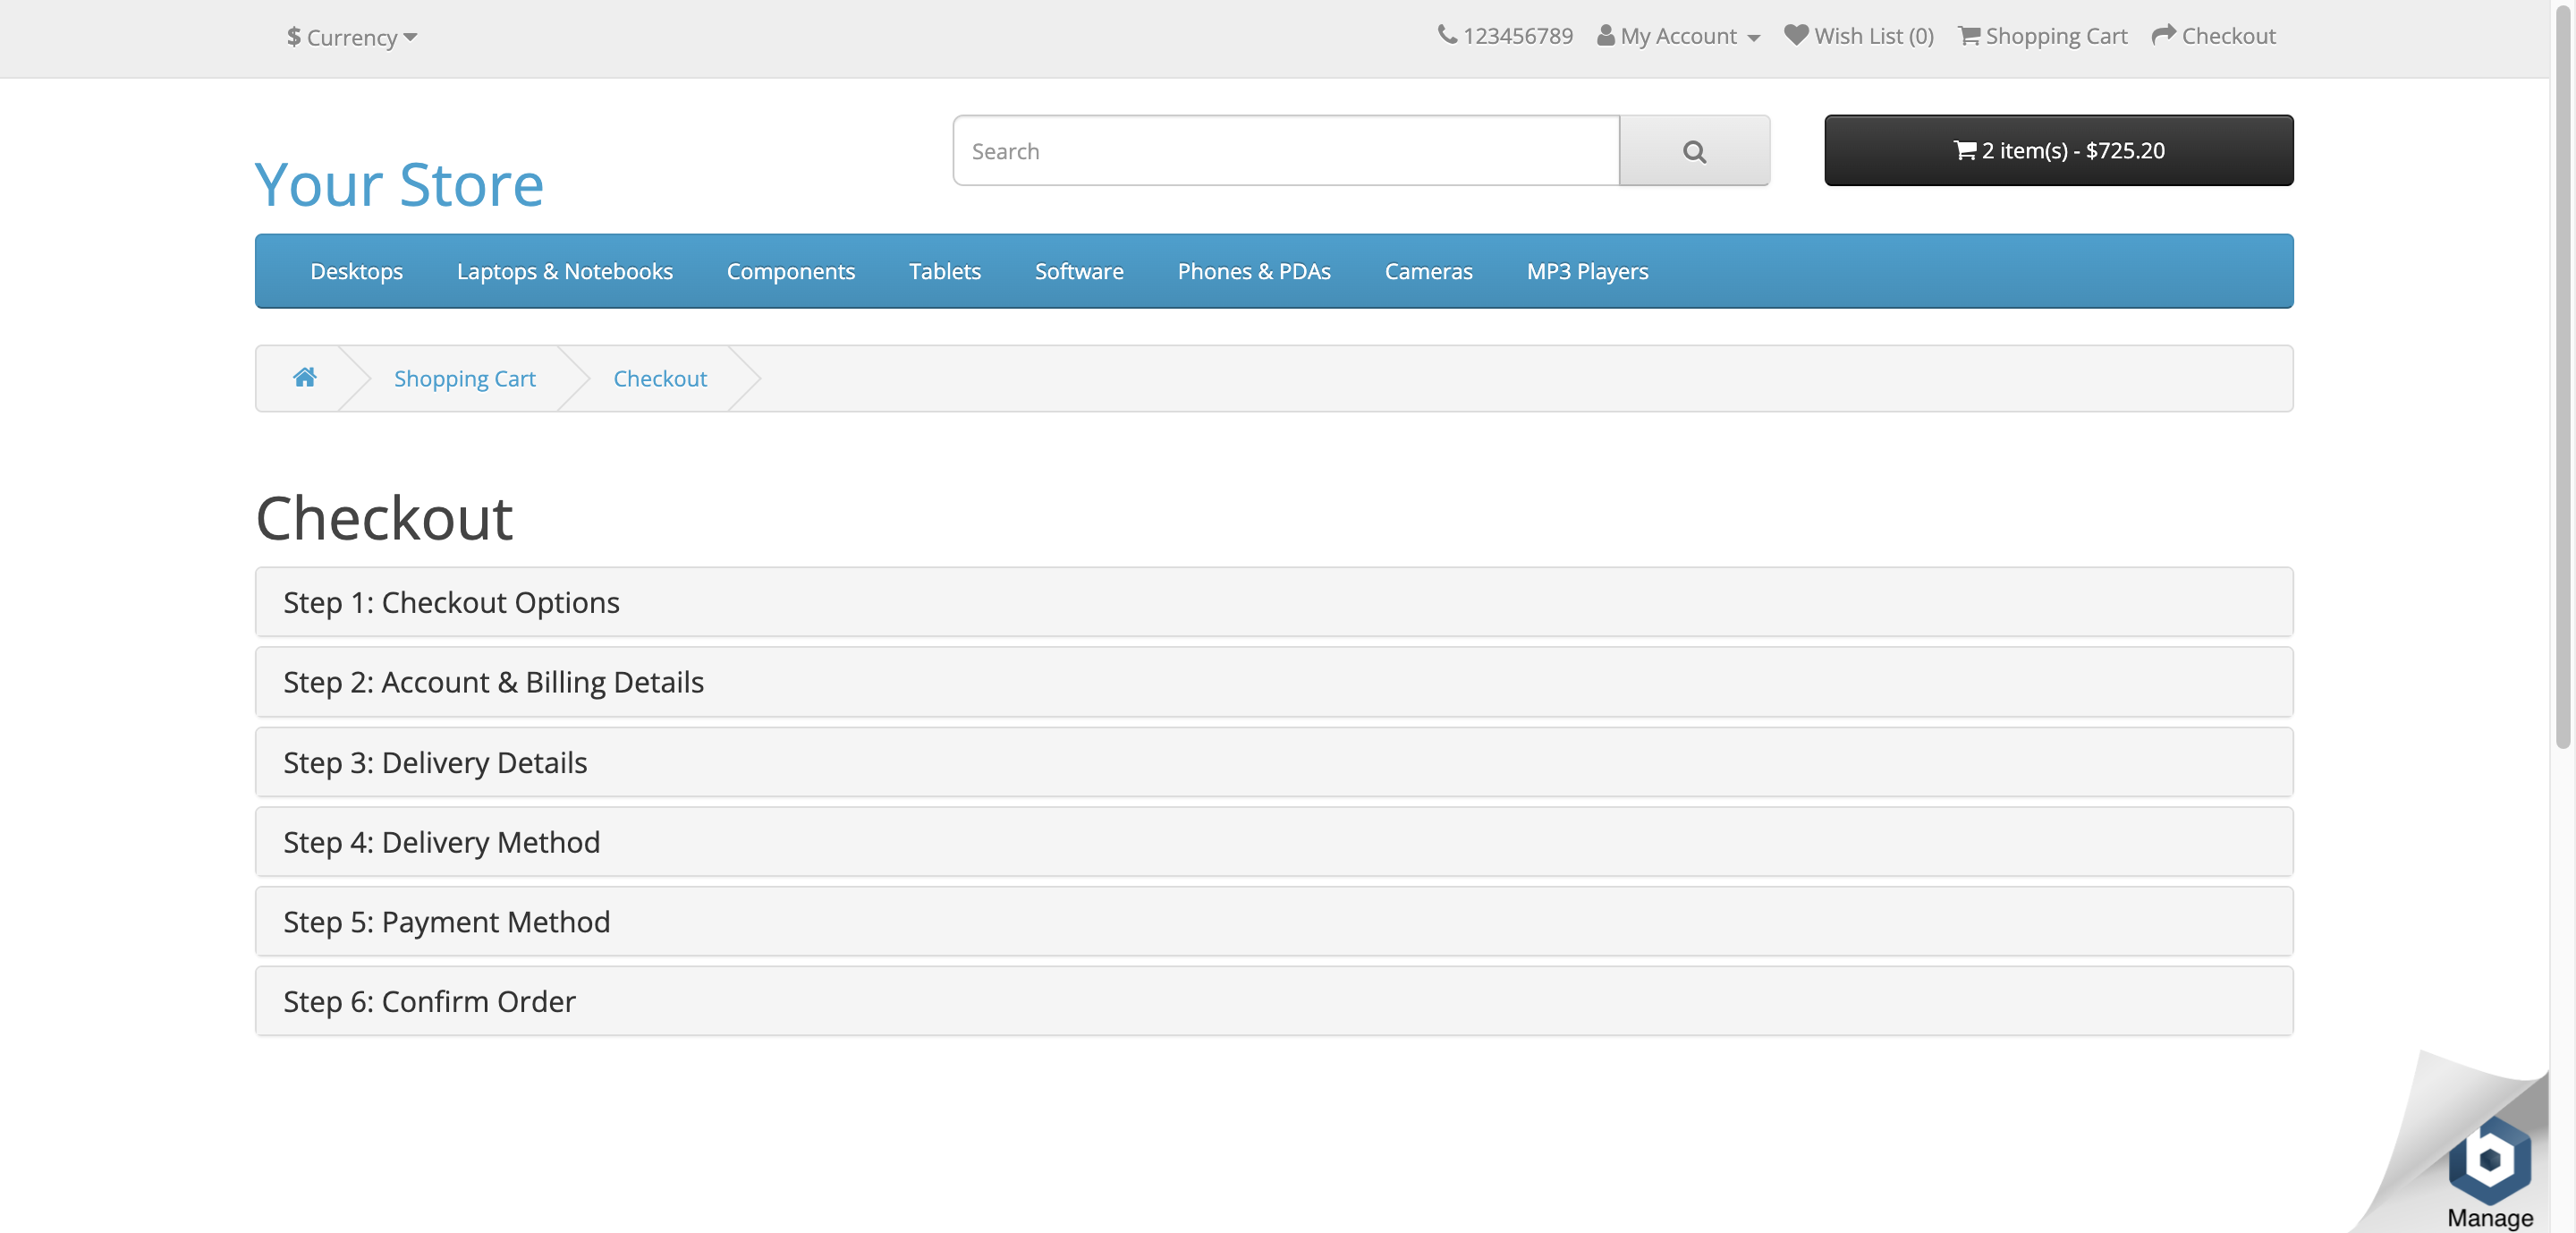 $ Currency
123456789 My Account Wish List (0) Shopping Cart Checkout
Your Store
Search
2 item(s) - $725.20
Desktops Laptops & Notebooks Components Tablets Software Phones & PDAs Cameras MP3 Players
Shopping Cart Checkout
Checkout
Step 1: Checkout Options
Step 2: Account & Billing Details
Step 3: Delivery Details
Step 4: Delivery Method
Step 5: Payment Method
Step 6: Confirm Order
b
Manage